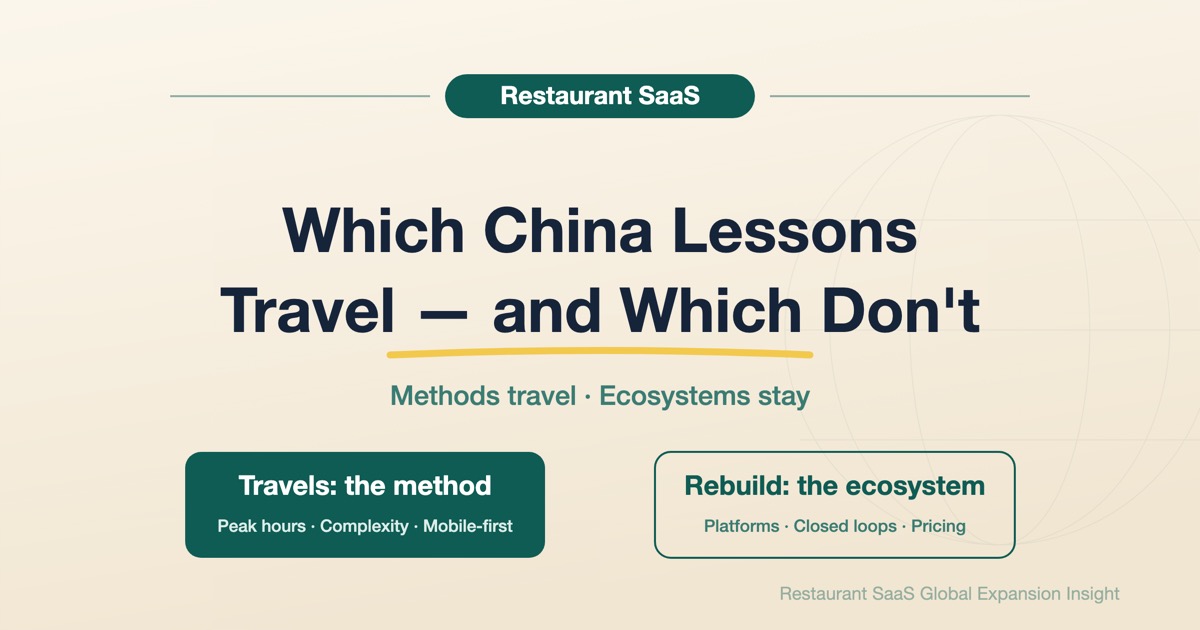 Restaurant SaaS
Which China Lessons
Travel — and Which Don't
Methods travel · Ecosystems stay
Travels: the method
Peak hours · Complexity · Mobile-first
Rebuild: the ecosystem
Platforms · Closed loops · Pricing
Restaurant SaaS Global Expansion Insight